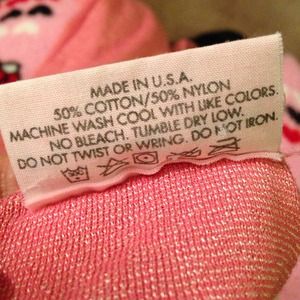 MADE IN U.S.A.
50% COTTON/50% NYLON
MACHINE WASH COOL WITH LIKE COLORS.
NO BLEACH. TUMBLE DRY LOW.
DO NOT TWIST OR WRING. DO NOT IRON.